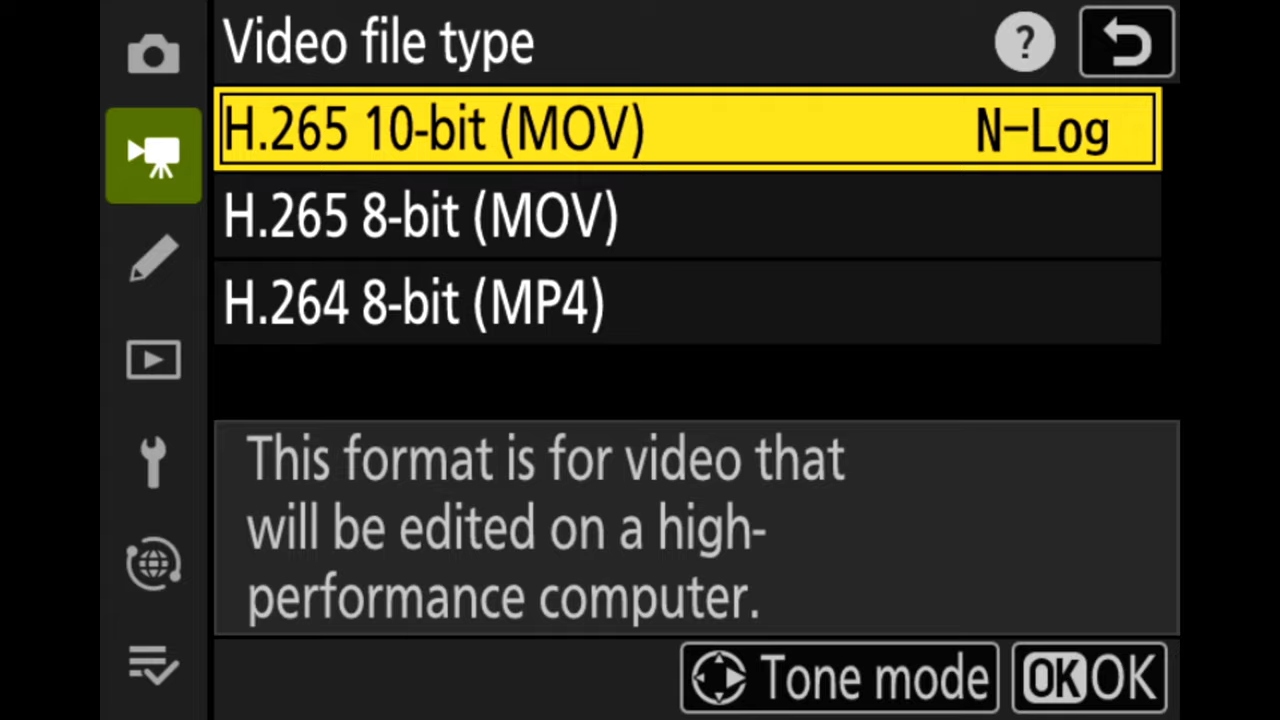 Video file type ?
H.265 10-bit (MOV) N-Log
H.265 8-bit (MOV)
H.264 8-bit (MP4)
This format is for video that
will be edited on a high-
performance computer.
Tone mode OK OK